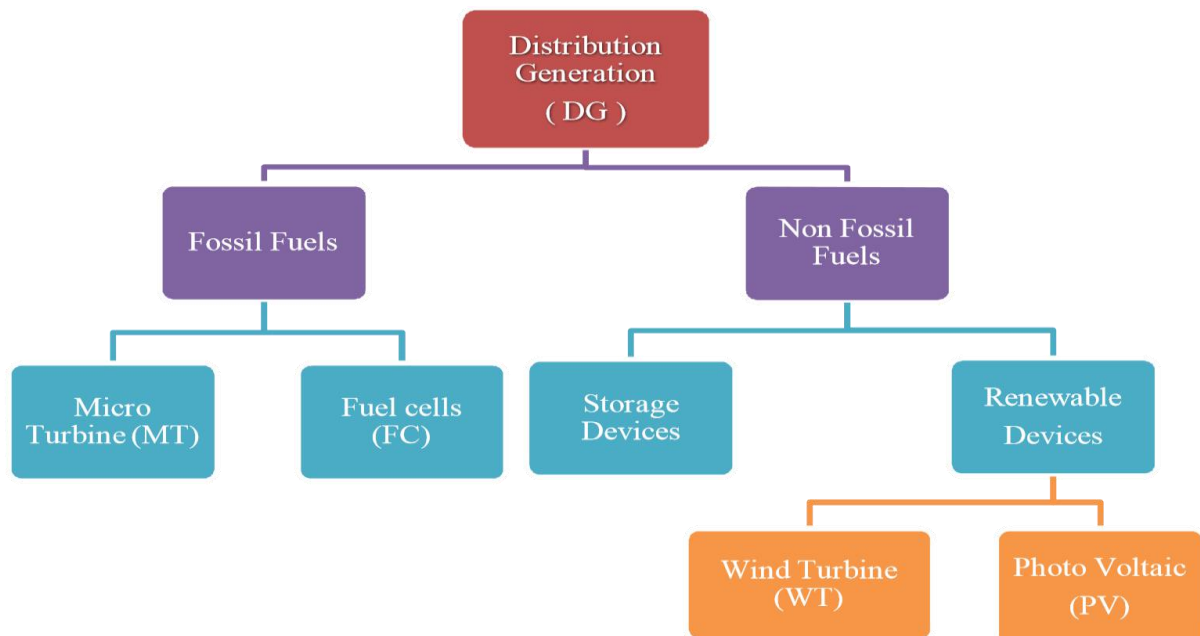 Distribution
Generation
( DG )
Fossil Fuels
Non Fossil
Fuels
Micro
Turbine (MT)
Fuel cells
(FC)
Storage
Devices
Renewable
Devices
Wind Turbine
(WT)
Photo Voltaic
(PV)